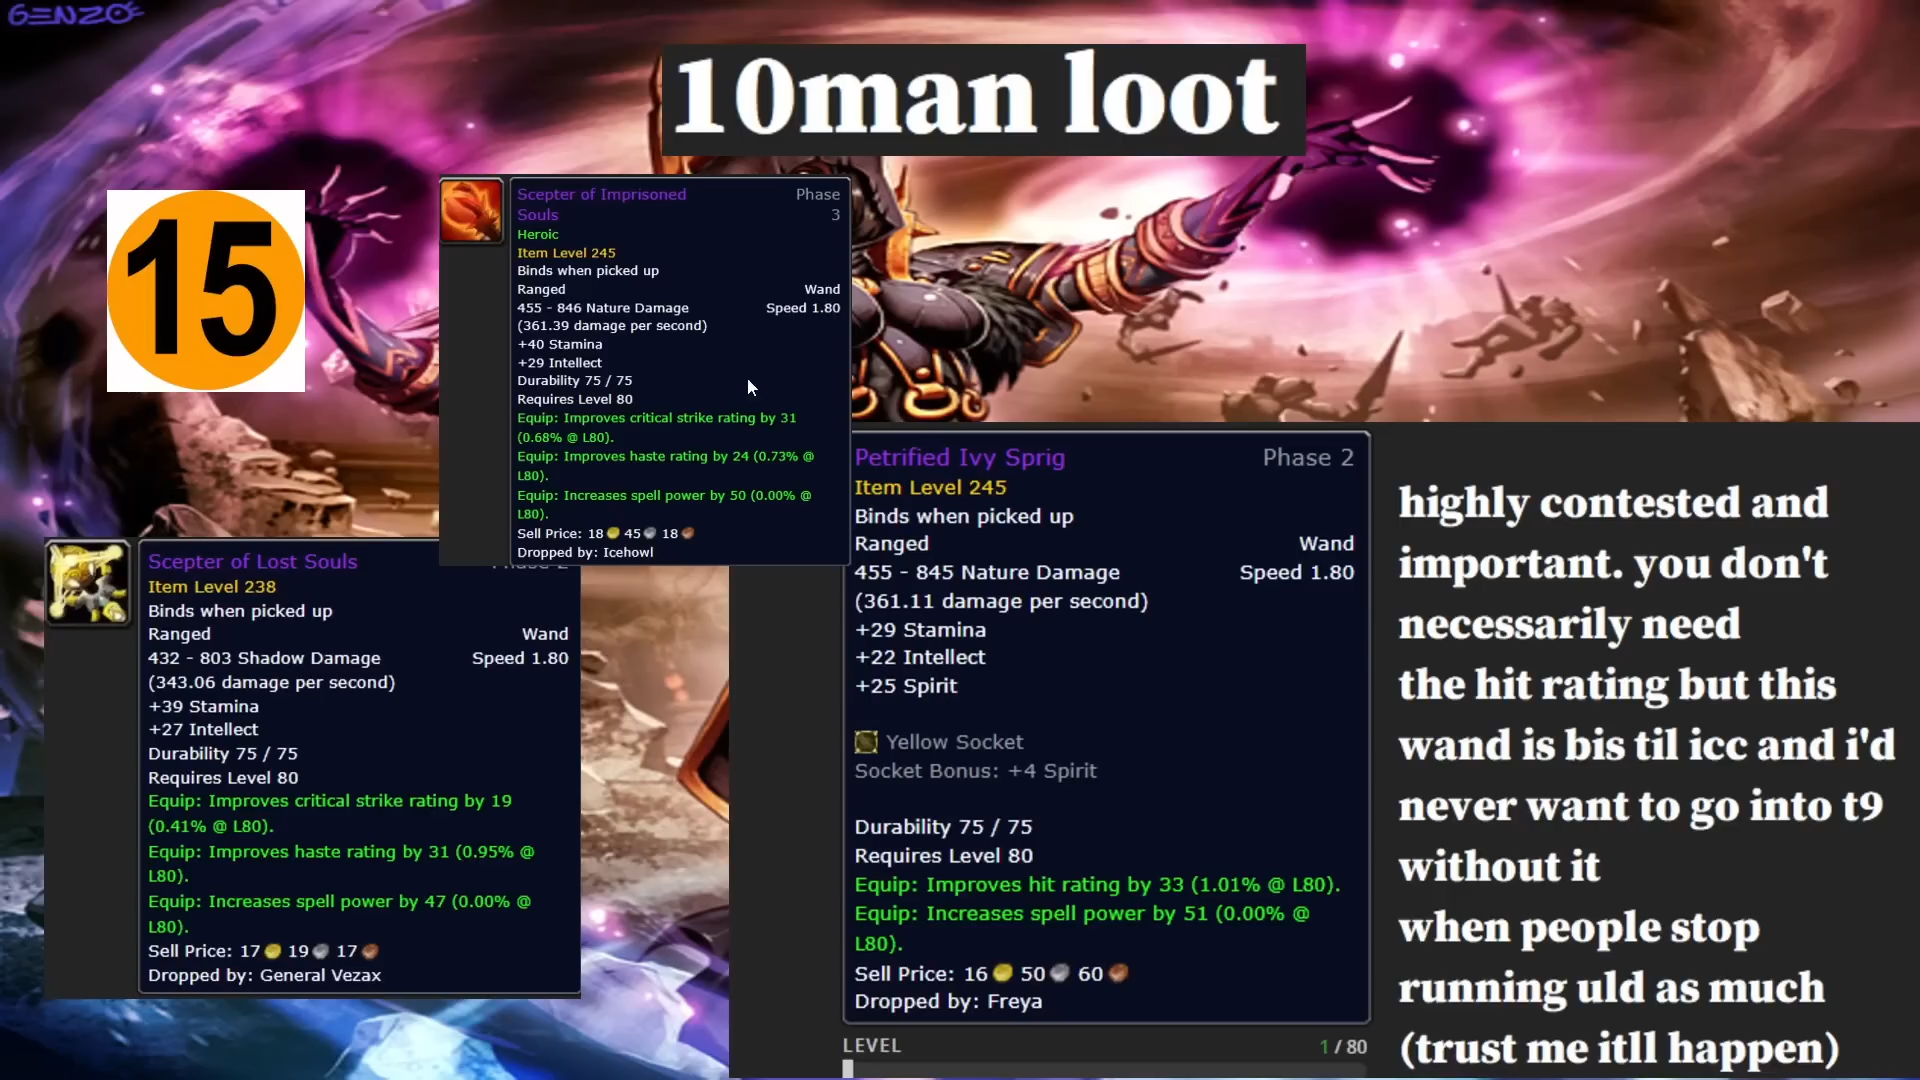 GENZO
10man loot
15
Scepter of Imprisoned Souls Phase 3
Heroic
Item Level 245
Binds when picked up
Ranged Wand
455 - 846 Nature Damage Speed 1.80
(361.39 damage per second)
+40 Stamina
+29 Intellect
Durability 75 / 75
Requires Level 80
Equip: Improves critical strike rating by 31
(0.68% @ L80).
Equip: Improves haste rating by 24 (0.73% @
L80).
Equip: Increases spell power by 50 (0.00% @
L80).
Sell Price: 18 45 18
Dropped by: Icehowl
Scepter of Lost Souls Phase 2
Item Level 238
Binds when picked up
Ranged Wand
432 - 803 Shadow Damage Speed 1.80
(343.06 damage per second)
+39 Stamina
+27 Intellect
Durability 75 / 75
Requires Level 80
Equip: Improves critical strike rating by 19
(0.41% @ L80).
Equip: Improves haste rating by 31 (0.95% @
L80).
Equip: Increases spell power by 47 (0.00% @
L80).
Sell Price: 17 19 17
Dropped by: General Vezax
Petrified Ivy Sprig Phase 2
Item Level 245
Binds when picked up
Ranged Wand
455 - 845 Nature Damage Speed 1.80
(361.11 damage per second)
+29 Stamina
+22 Intellect
+25 Spirit
Yellow Socket
Socket Bonus: +4 Spirit
Durability 75 / 75
Requires Level 80
Equip: Improves hit rating by 33 (1.01% @ L80).
Equip: Increases spell power by 51 (0.00% @
L80).
Sell Price: 16 50 60
Dropped by: Freya
LEVEL 1 / 80
highly contested and
important. you don't
necessarily need
the hit rating but this
wand is bis til icc and i'd
never want to go into t9
without it
when people stop
running uld as much
(trust me itll happen)